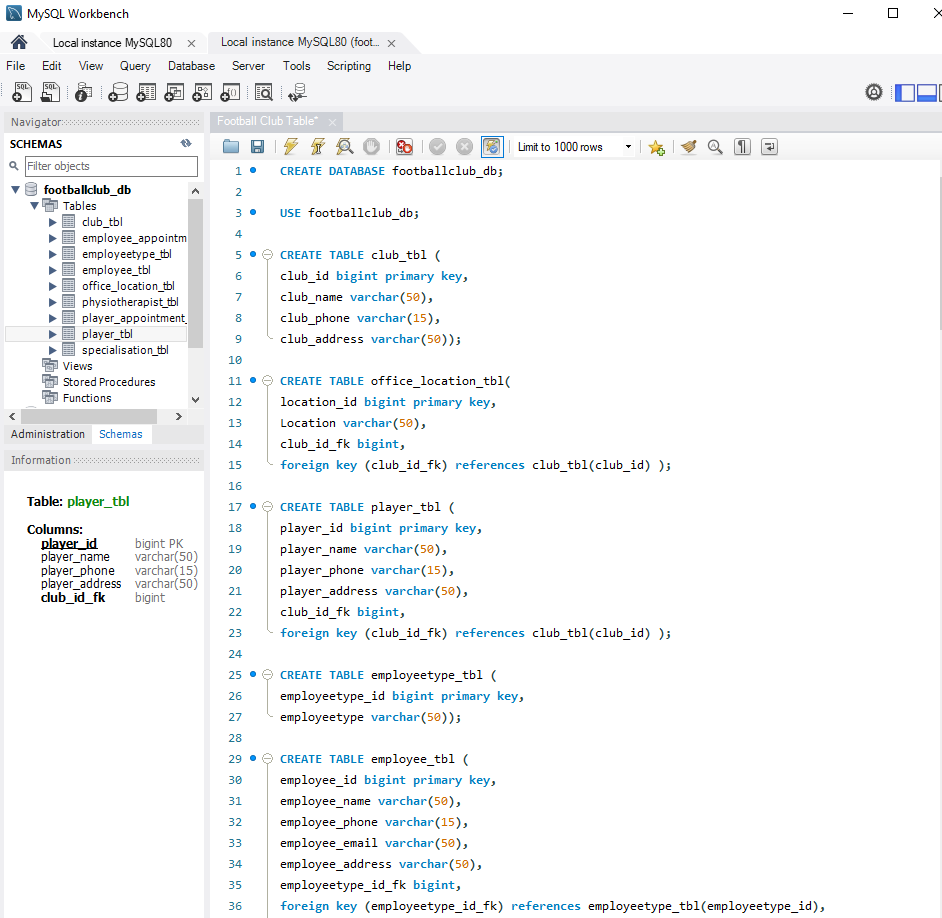 MySQL Workbench
Local instance MySQL80 × Local instance MySQL80 (foot... ×
File Edit View Query Database Server Tools Scripting Help
Navigator
Football Club Table* ×
SCHEMAS
Filter objects
Limit to 1000 rows
footballclub_db
Tables
club_tbl
employee_appointm
employeetype_tbl
employee_tbl
office_location_tbl
physiotherapist_tbl
player_appointment_
player_tbl
specialisation_tbl
Views
Stored Procedures
Functions
Administration Schemas
Information
Table: player_tbl
Columns:
player_id bigint PK
player_name varchar(50)
player_phone varchar(15)
player_address varchar(50)
club_id_fk bigint
1 CREATE DATABASE footballclub_db;
2
3 USE footballclub_db;
4
5 CREATE TABLE club_tbl (
6 club_id bigint primary key,
7 club_name varchar(50),
8 club_phone varchar(15),
9 club_address varchar(50));
10
11 CREATE TABLE office_location_tbl(
12 location_id bigint primary key,
13 Location varchar(50),
14 club_id_fk bigint,
15 foreign key (club_id_fk) references club_tbl(club_id) );
16
17 CREATE TABLE player_tbl (
18 player_id bigint primary key,
19 player_name varchar(50),
20 player_phone varchar(15),
21 player_address varchar(50),
22 club_id_fk bigint,
23 foreign key (club_id_fk) references club_tbl(club_id) );
24
25 CREATE TABLE employeetype_tbl (
26 employeetype_id bigint primary key,
27 employeetype varchar(50));
28
29 CREATE TABLE employee_tbl (
30 employee_id bigint primary key,
31 employee_name varchar(50),
32 employee_phone varchar(15),
33 employee_email varchar(50),
34 employee_address varchar(50),
35 employeetype_id_fk bigint,
36 foreign key (employeetype_id_fk) references employeetype_tbl(employeetype_id),